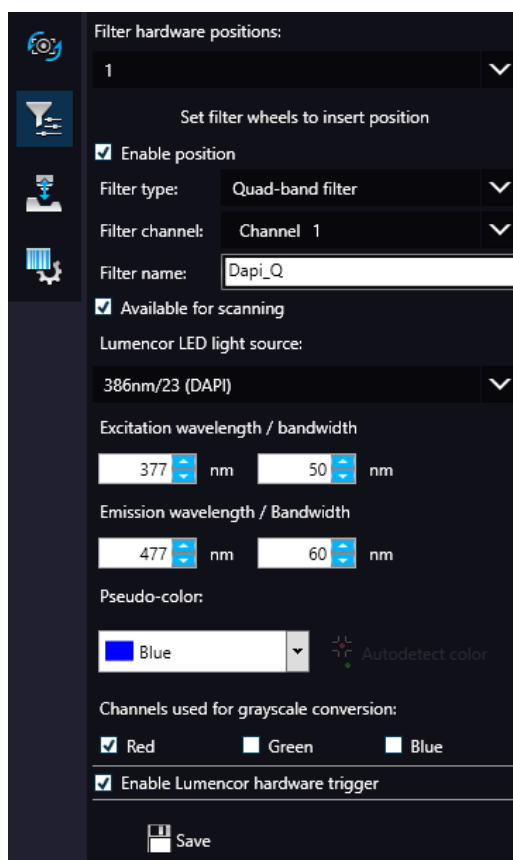 Filter hardware positions:
1
Set filter wheels to insert position
Enable position
Filter type: Quad-band filter
Filter channel: Channel 1
Filter name: Dapi_Q
Available for scanning
Lumencor LED light source:
386nm/23 (DAPI)
Excitation wavelength / bandwidth
377 nm 50 nm
Emission wavelength / Bandwidth
477 nm 60 nm
Pseudo-color:
Blue Autodetect color
Channels used for grayscale conversion:
Red Green Blue
Enable Lumencor hardware trigger
Save